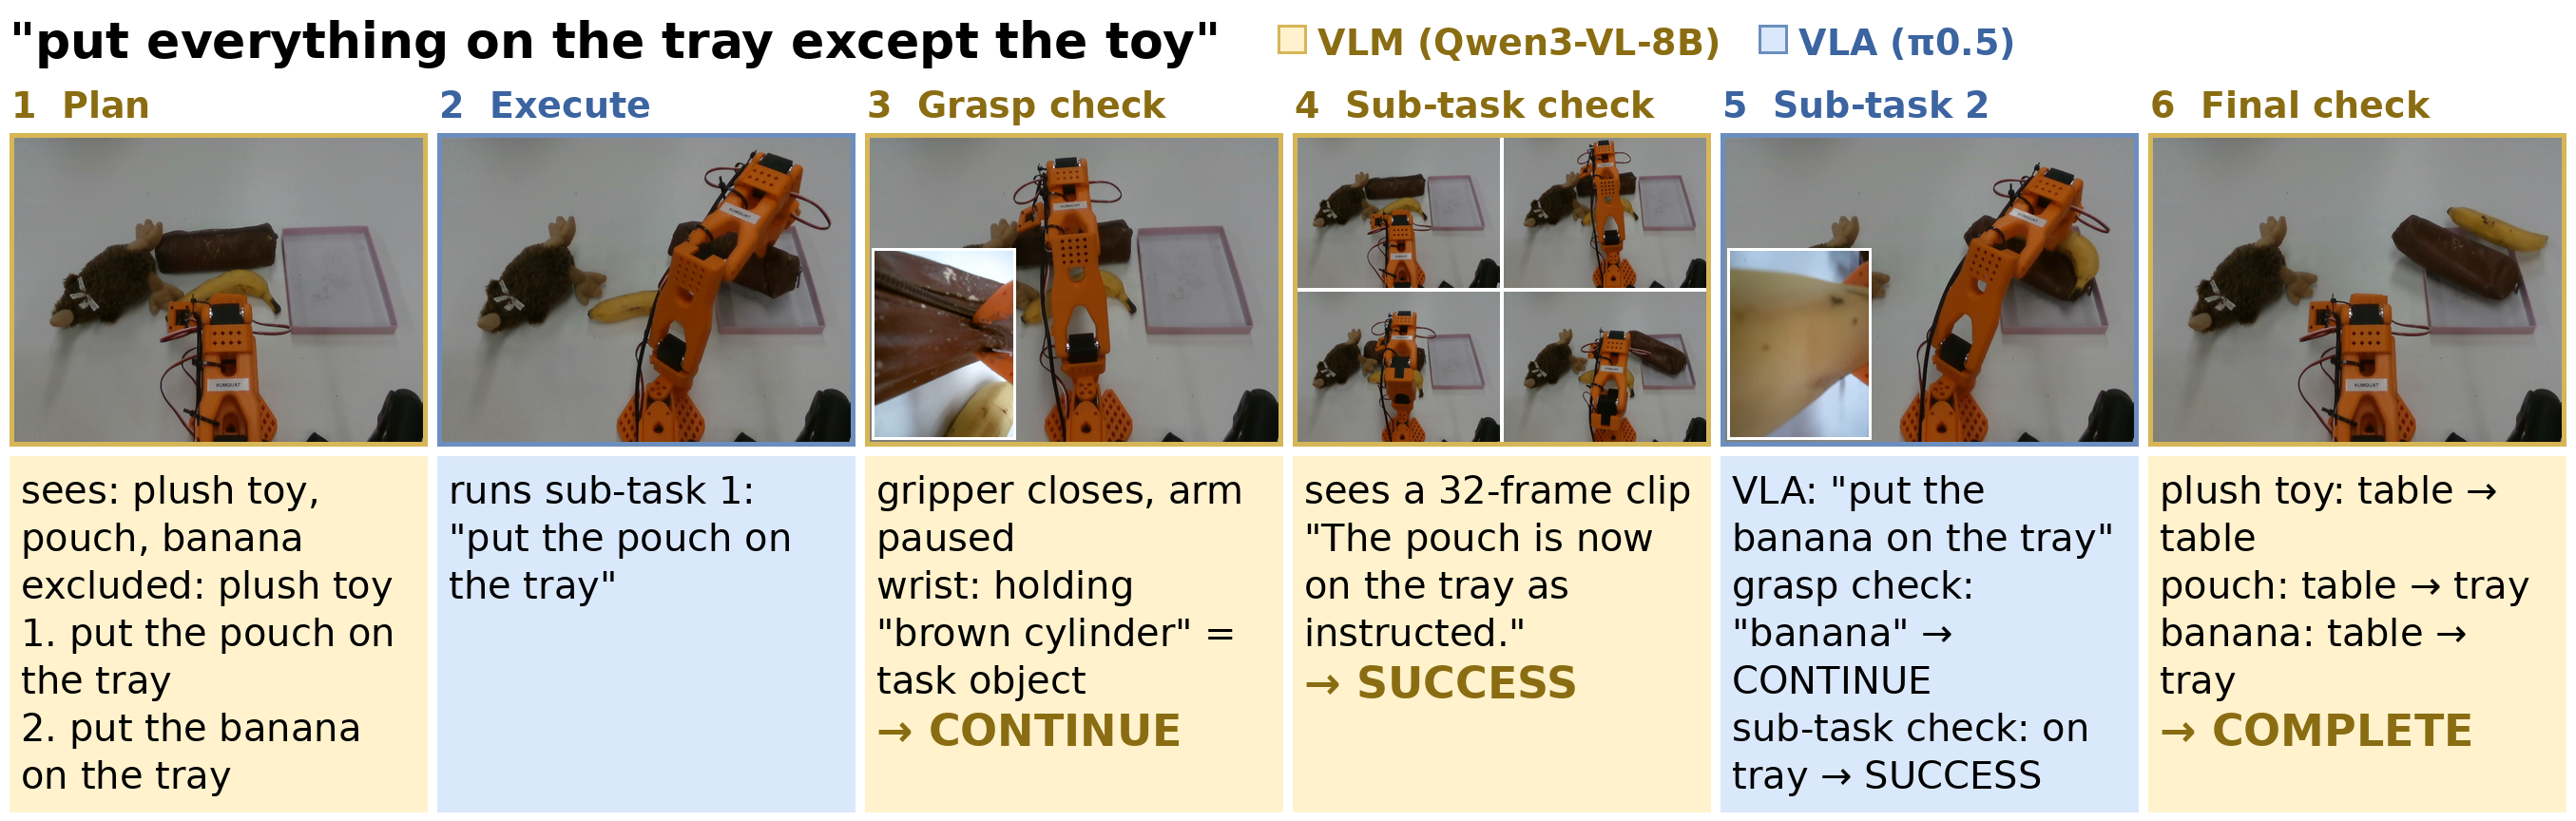 "put everything on the tray except the toy"
VLM (Qwen3-VL-8B)
VLA (π0.5)
1 Plan
2 Execute
3 Grasp check
4 Sub-task check
5 Sub-task 2
6 Final check
KUMQUAT
KUMQUAT
KUMQUAT
KUMQUAT
KUMQUAT
sees: plush toy,
pouch, banana
excluded: plush toy
1. put the pouch on
the tray
2. put the banana
on the tray
runs sub-task 1:
"put the pouch on
the tray"
gripper closes, arm
paused
wrist: holding
"brown cylinder" =
task object
→ CONTINUE
sees a 32-frame clip
"The pouch is now
on the tray as
instructed."
→ SUCCESS
VLA: "put the
banana on the tray"
grasp check:
"banana" →
CONTINUE
sub-task check: on
tray → SUCCESS
plush toy: table →
table
pouch: table → tray
banana: table →
tray
→ COMPLETE